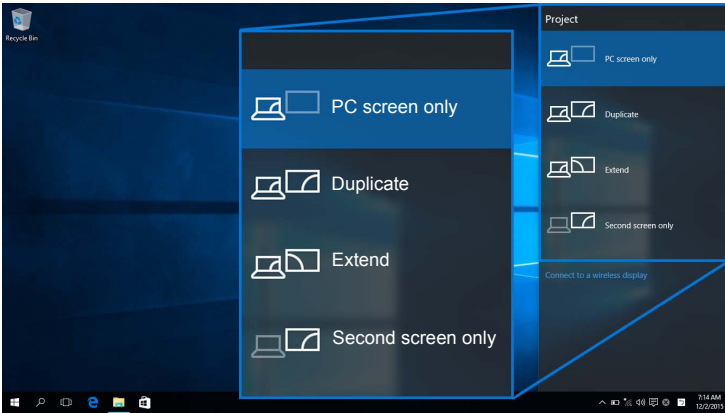 Recycle Bin
PC screen only
Duplicate
Extend
Second screen only
Project
PC screen only
Duplicate
Extend
Second screen only
Connect to a wireless display
7:14 AM
12/2/2015